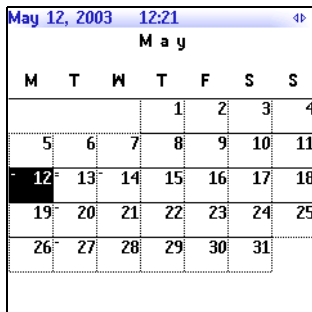 May 12, 2003 12:21
May
M T W T F S S
1 2 3 4
5 6 7 8 9 10 11
12 13 14 15 16 17 18
19 20 21 22 23 24 25
26 27 28 29 30 31